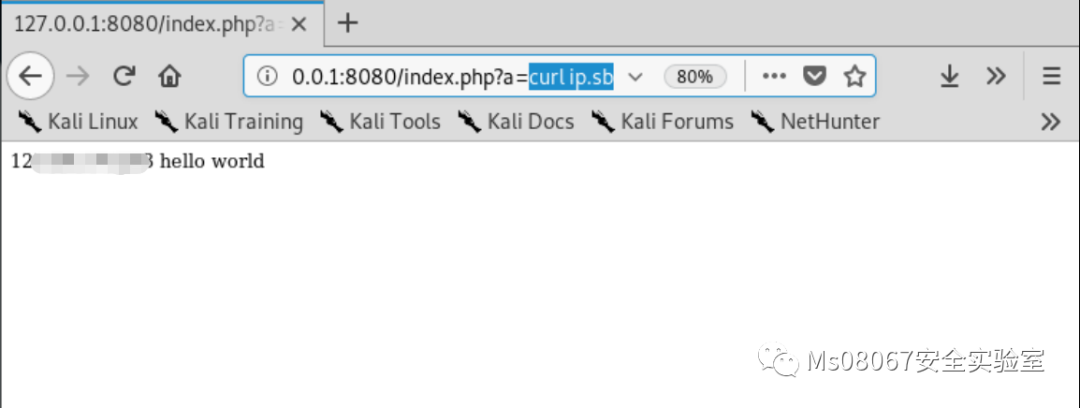 127.0.0.1:8080/index.php?a=
0.0.1:8080/index.php?a=curl ip.sb 80%
Kali Linux Kali Training Kali Tools Kali Docs Kali Forums NetHunter
12 3 hello world
Ms08067安全实验室